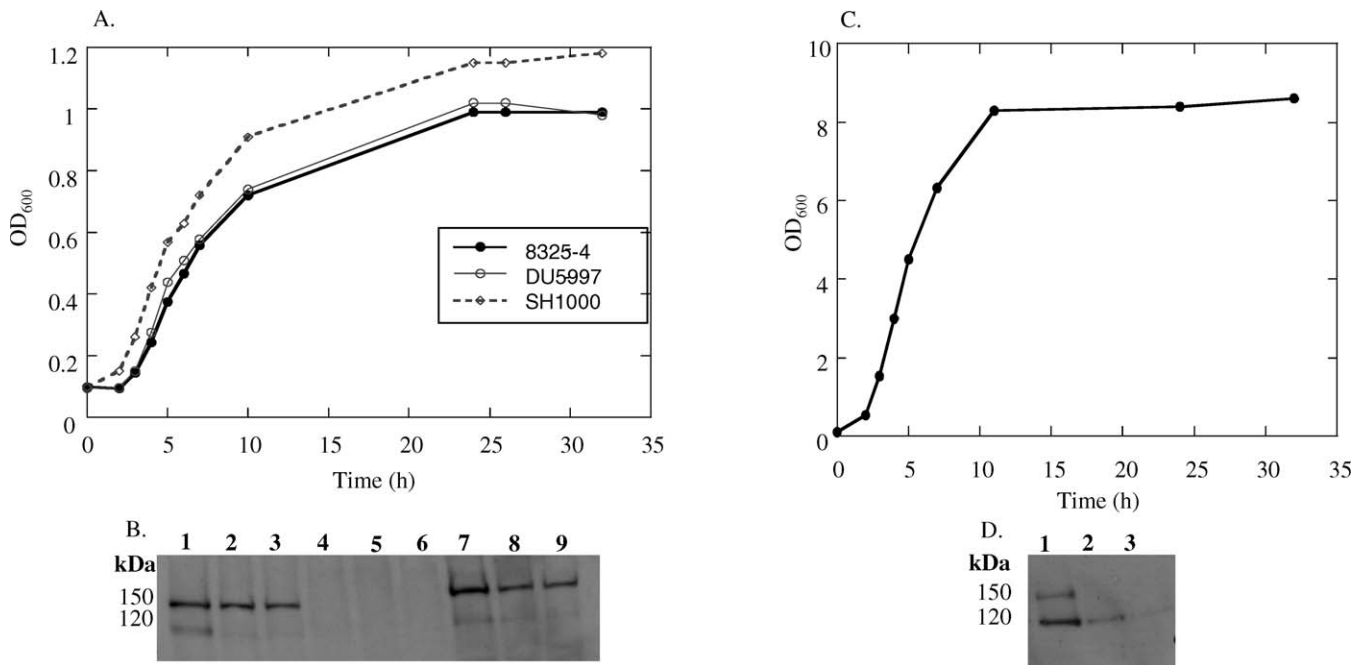 A.
1.2
1
0.8
0.6
0.4
0.2
0
OD600
0 5 10 15 20 25 30 35
Time (h)
8325-4
DU5997
SH1000
B.
1 2 3 4 5 6 7 8 9
kDa
150
120
C.
10
8
6
4
2
0
OD600
0 5 10 15 20 25 30 35
Time (h)
D.
1 2 3
kDa
150
120